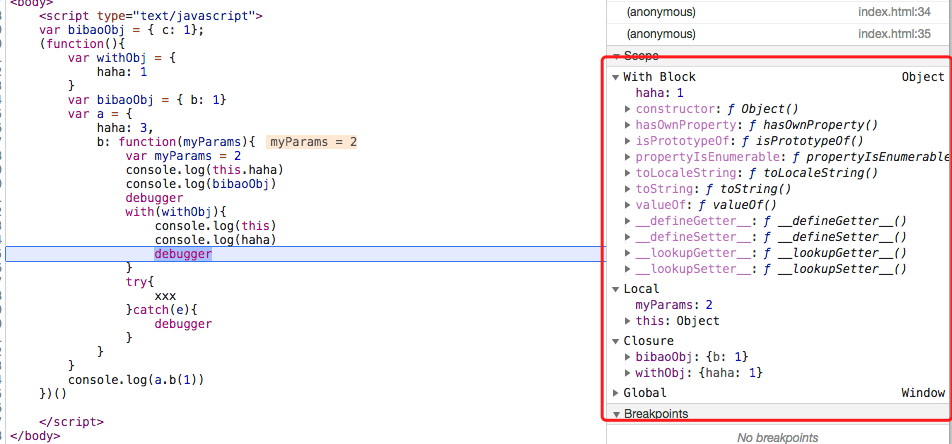 <body>
<script type="text/javascript">
var bibaoObj = { c: 1};
(function(){
var withObj = {
haha: 1
}
var bibaoObj = { b: 1}
var a = {
haha: 3,
b: function(myParams){ myParams = 2
var myParams = 2
console.log(this.haha)
console.log(bibaoObj)
debugger
with(withObj){
console.log(this)
console.log(haha)
debugger
}
try{
xxx
}catch(e){
debugger
}
}
}
console.log(a.b(1))
})()
</script>
</body>
(anonymous) index.html:34
(anonymous) index.html:35
▼ Scope
▼ With Block Object
haha: 1
▶ constructor: ƒ Object()
▶ hasOwnProperty: ƒ hasOwnProperty()
▶ isPrototypeOf: ƒ isPrototypeOf()
▶ propertyIsEnumerable: ƒ propertyIsEnumerable
▶ toLocaleString: ƒ toLocaleString()
▶ toString: ƒ toString()
▶ valueOf: ƒ valueOf()
▶ __defineGetter__: ƒ __defineGetter__()
▶ __defineSetter__: ƒ __defineSetter__()
▶ __lookupGetter__: ƒ __lookupGetter__()
▶ __lookupSetter__: ƒ __lookupSetter__()
▼ Local
myParams: 2
▶ this: Object
▼ Closure
▶ bibaoObj: {b: 1}
▶ withObj: {haha: 1}
▶ Global Window
▼ Breakpoints
No breakpoints